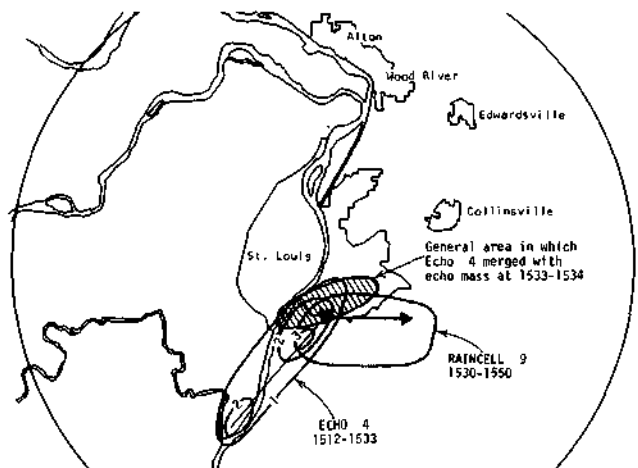 Alton
Wood River
Edwardsville
Collinsville
General area in which
Echo 4 merged with
echo mass at 1533-1534
St. Louis
RAINCELL 9
1530-1550
ECHO 4
1512-1533